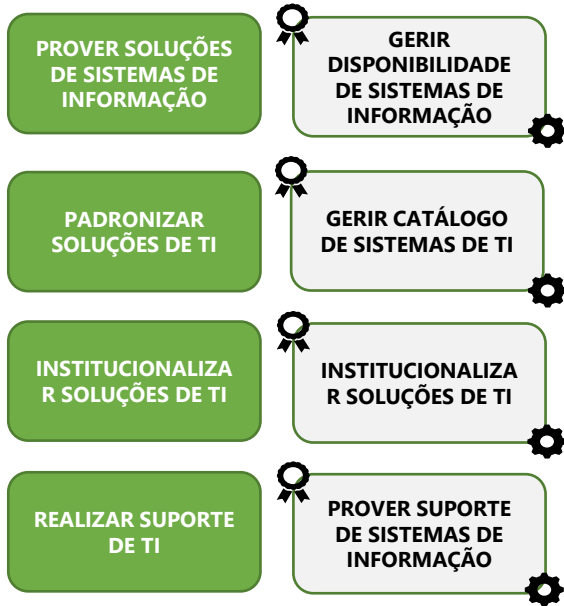 PROVER SOLUÇÕES
DE SISTEMAS DE
INFORMAÇÃO
GERIR
DISPONIBILIDADE
DE SISTEMAS DE
INFORMAÇÃO
PADRONIZAR
SOLUÇÕES DE TI
GERIR CATÁLOGO
DE SISTEMAS DE TI
INSTITUCIONALIZA
R SOLUÇÕES DE TI
INSTITUCIONALIZA
R SOLUÇÕES DE TI
REALIZAR SUPORTE
DE TI
PROVER SUPORTE
DE SISTEMAS DE
INFORMAÇÃO